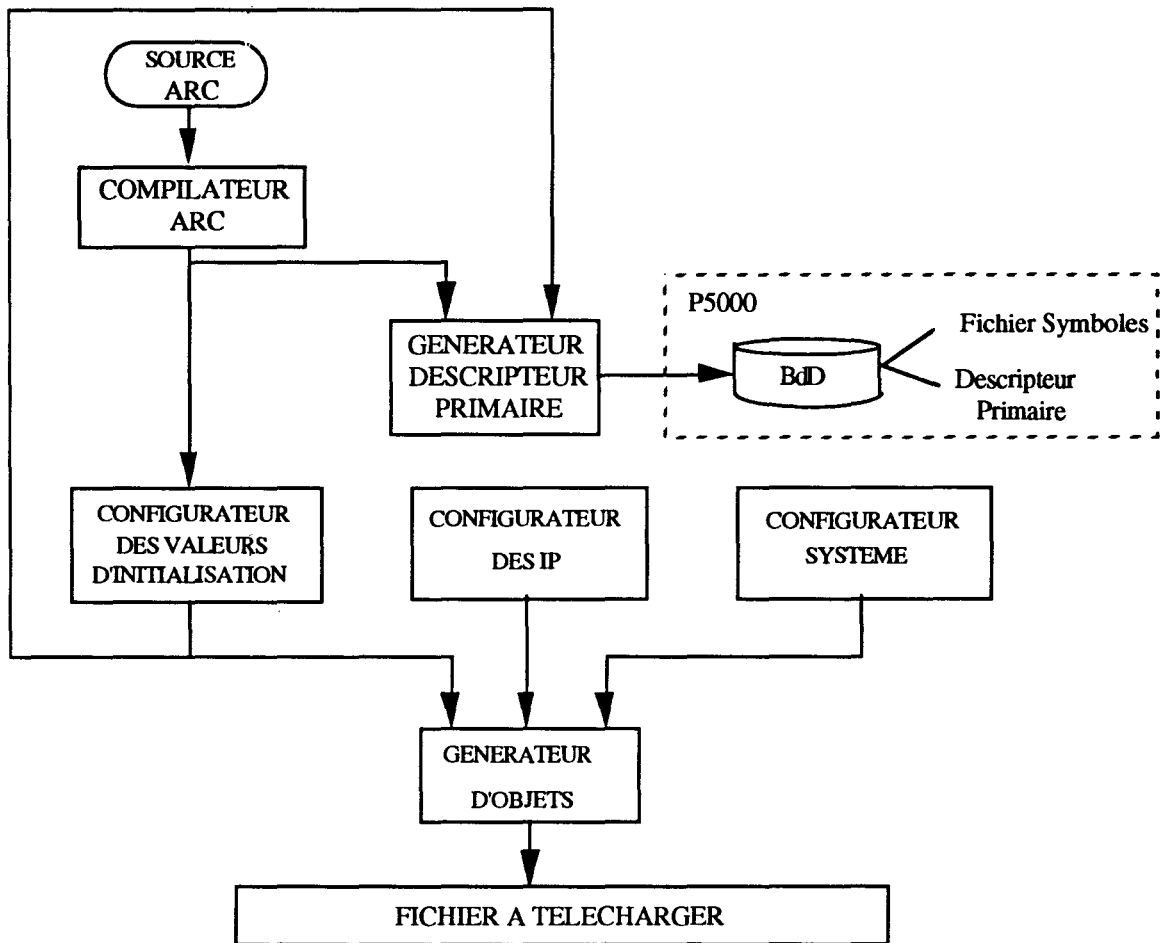 SOURCE
ARC
COMPILATEUR
ARC
P5000
Fichier Symboles
BdD
Descripteur
Primaire
GENERATEUR
DESCRIPTEUR
PRIMAIRE
CONFIGURATEUR
DES VALEURS
D'INITIALISATION
CONFIGURATEUR
DES IP
CONFIGURATEUR
SYSTEME
GENERATEUR
D'OBJETS
FICHIER A TELECHARGER